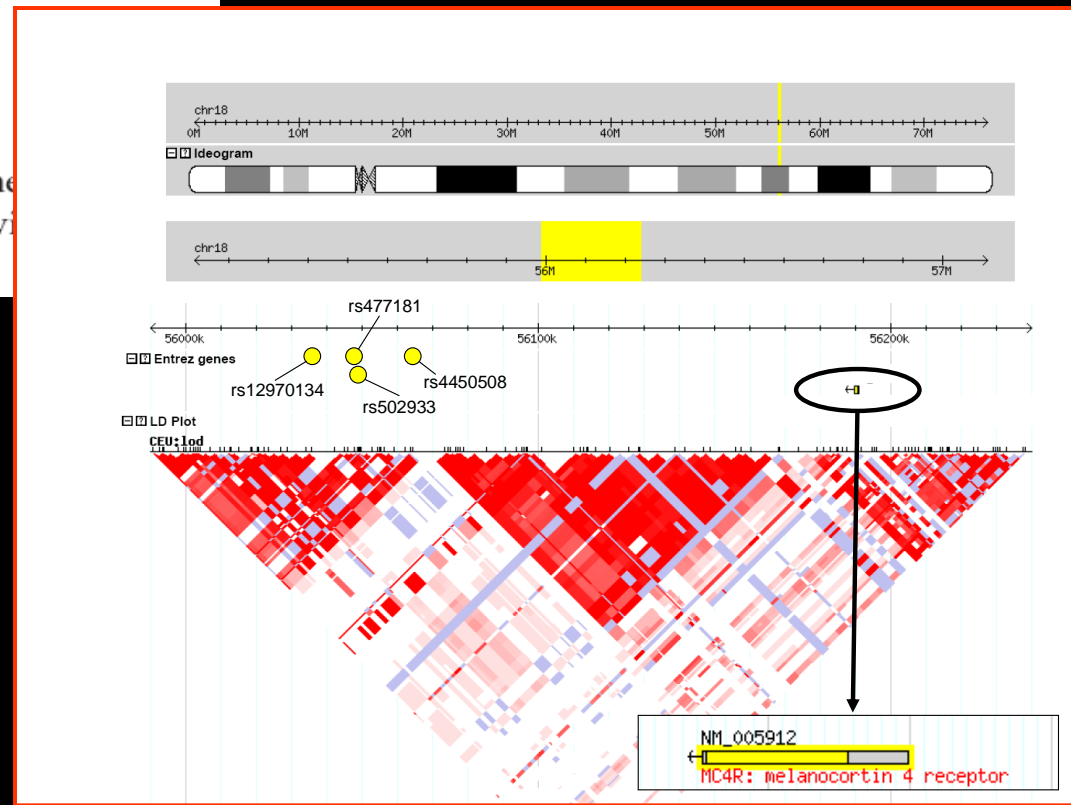 chr18
0M 10M 20M 30M 40M 50M 60M 70M
Ideogram
chr18
56M 57M
rs477181
56000k 56100k 56200k
Entrez genes
rs12970134 rs4450508
rs502933
LD Plot
CEU:lod
NM_005912
MC4R: melanocortin 4 receptor